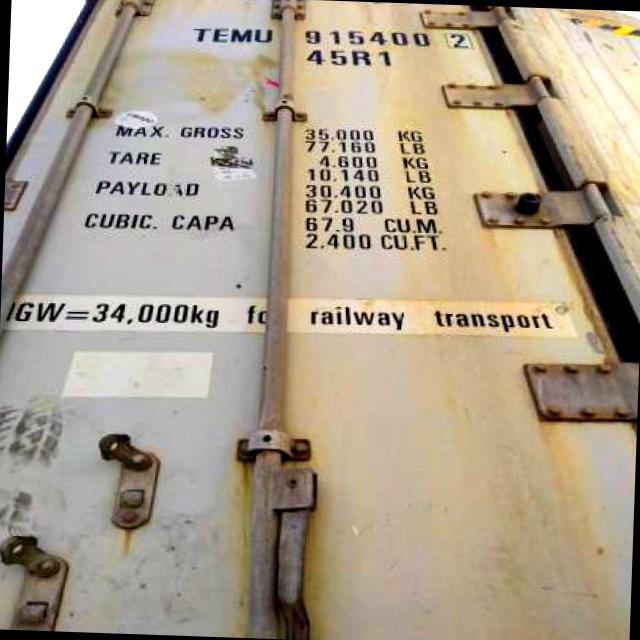 TEMU 915400 2
45R1
MAX. GROSS 35.000 KG
77.160 LB
TARE 4.600 KG
10.140 LB
PAYLOAD 30.400 KG
67.020 LB
CUBIC. CAPA 67.9 CU.M.
2.400 CU.FT.
GW=34,000kg fo railway transport